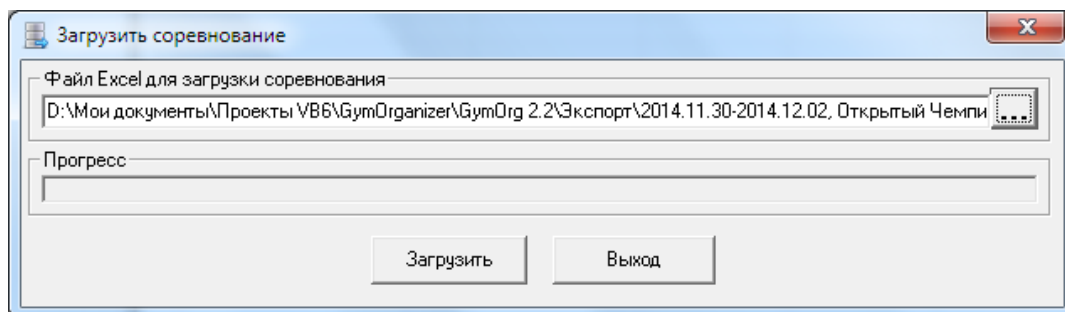 Загрузить соревнование
Файл Excel для загрузки соревнования
D:\Мои документы\Проекты VB6\GymOrganizer\GymOrg 2.2\Экспорт\2014.11.30-2014.12.02, Открытый Чемпи
...
Прогресс
Загрузить Выход